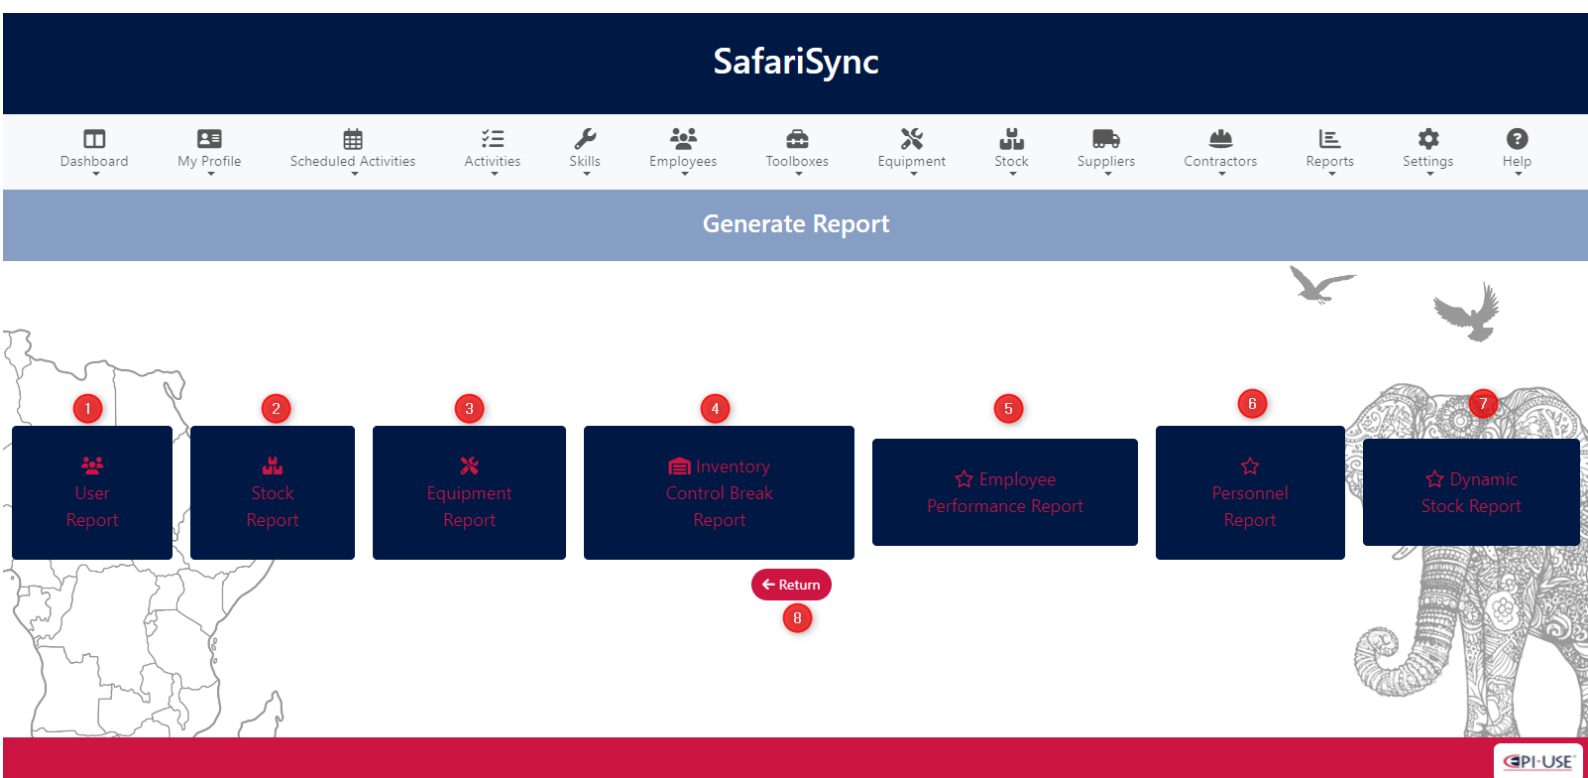 SafariSync
Dashboard
My Profile
Scheduled Activities
Activities
Skills
Employees
Toolboxes
Equipment
Stock
Suppliers
Contractors
Reports
Settings
Help
Generate Report
1
2
3
4
5
6
7
User
Report
Stock
Report
Equipment
Report
Inventory
Control Break
Report
Employee
Performance Report
Personnel
Report
Dynamic
Stock Report
Return
8
EPI-USE